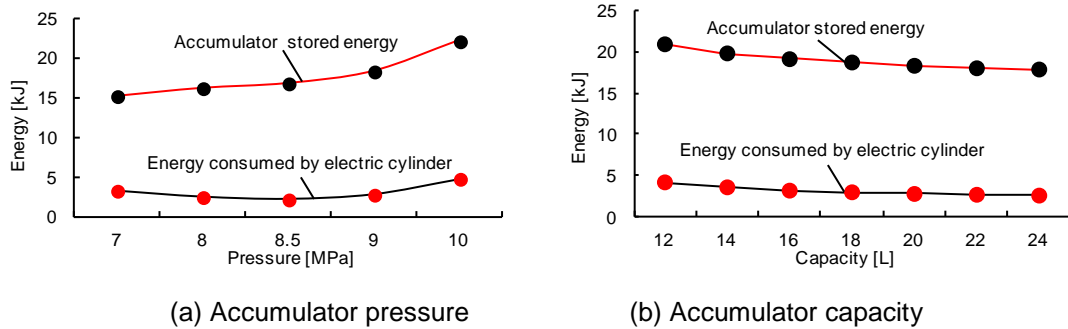 25
20
15
10
5
0
Energy [kJ]
Accumulator stored energy
Energy consumed by electric cylinder
7 8 8.5 9 10
Pressure [MPa]
(a) Accumulator pressure
25
20
15
10
5
0
Energy [kJ]
Accumulator stored energy
Energy consumed by electric cylinder
12 14 16 18 20 22 24
Capacity [L]
(b) Accumulator capacity